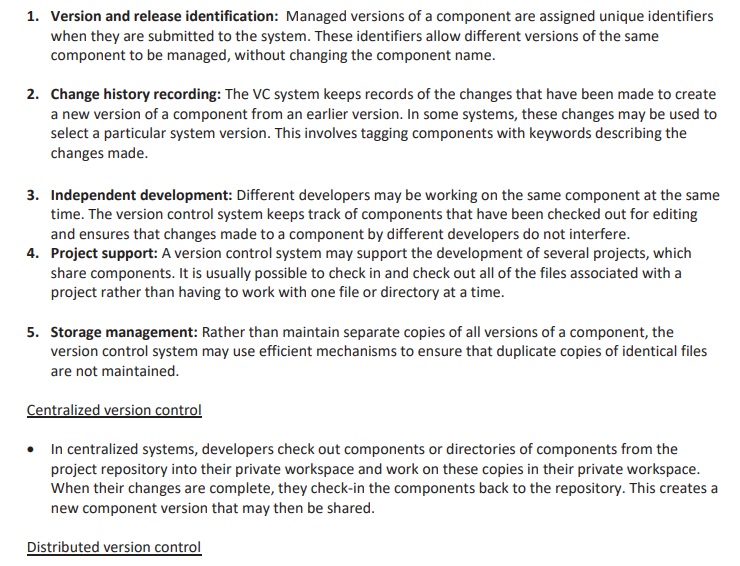 1. Version and release identification: Managed versions of a component are assigned unique identifiers
when they are submitted to the system. These identifiers allow different versions of the same
component to be managed, without changing the component name.
2. Change history recording: The VC system keeps records of the changes that have been made to create
a new version of a component from an earlier version. In some systems, these changes may be used to
select a particular system version. This involves tagging components with keywords describing the
changes made.
3. Independent development: Different developers may be working on the same component at the same
time. The version control system keeps track of components that have been checked out for editing
and ensures that changes made to a component by different developers do not interfere.
4. Project support: A version control system may support the development of several projects, which
share components. It is usually possible to check in and check out all of the files associated with a
project rather than having to work with one file or directory at a time.
5. Storage management: Rather than maintain separate copies of all versions of a component, the
version control system may use efficient mechanisms to ensure that duplicate copies of identical files
are not maintained.
Centralized version control
• In centralized systems, developers check out components or directories of components from the
project repository into their private workspace and work on these copies in their private workspace.
When their changes are complete, they check-in the components back to the repository. This creates a
new component version that may then be shared.
Distributed version control